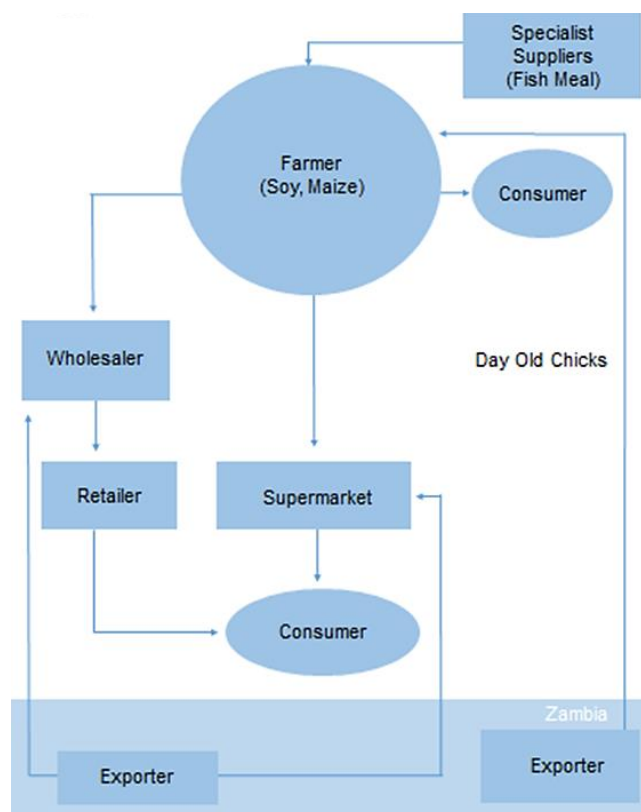 Specialist
Suppliers
(Fish Meal)
Farmer
(Soy, Maize)
Consumer
Wholesaler
Day Old Chicks
Retailer
Supermarket
Consumer
Zambia
Exporter
Exporter